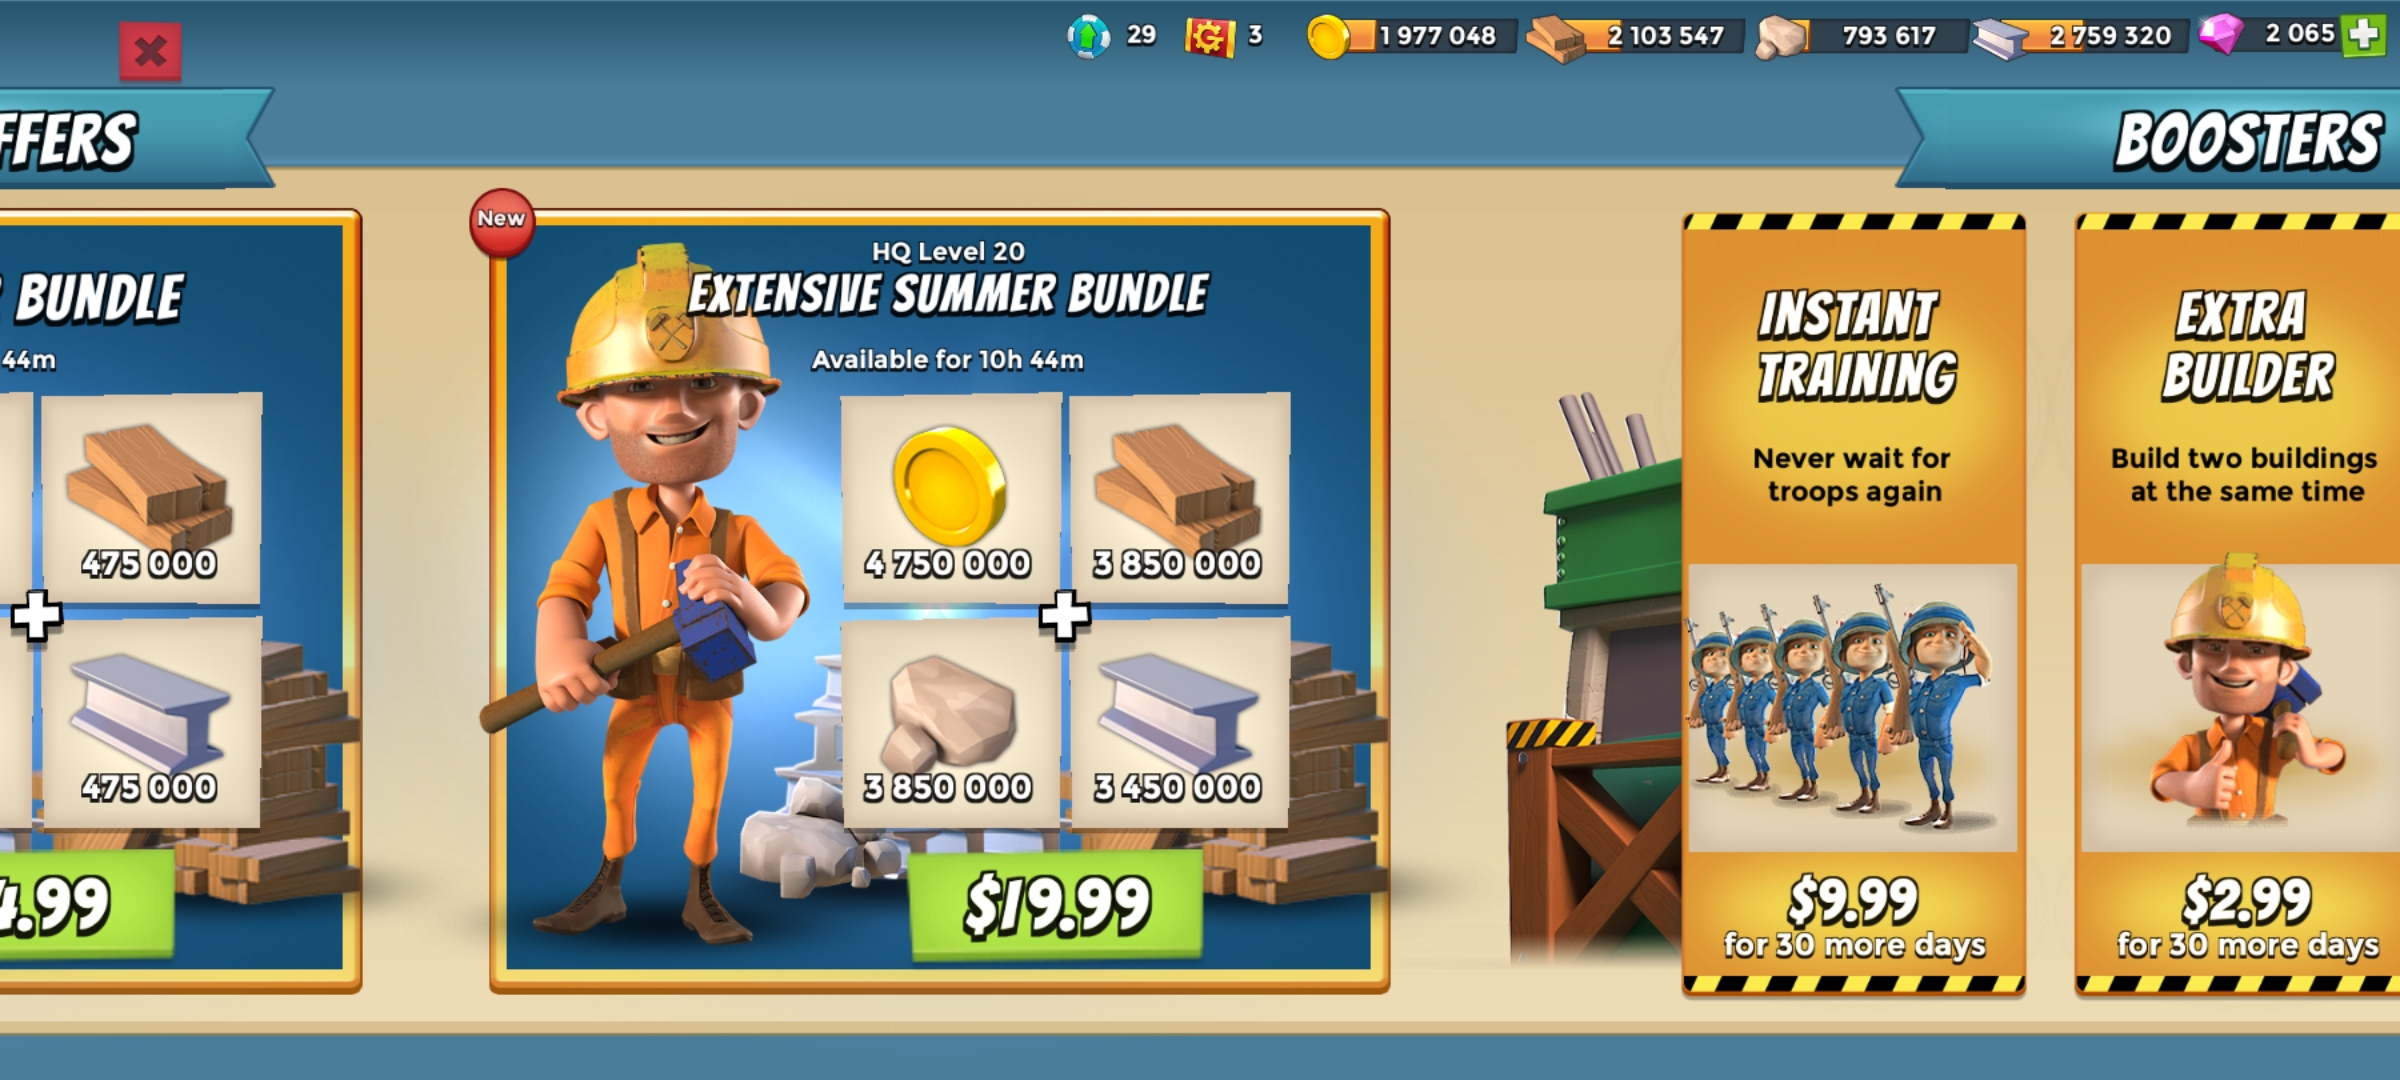 29
3
1 977 048
2 103 547
793 617
2 759 320
2 065
FFERS
BOOSTERS
BUNDLE
44m
475 000
475 000
4.99
New
HQ Level 20
EXTENSIVE SUMMER BUNDLE
Available for 10h 44m
4 750 000
3 850 000
3 850 000
3 450 000
$19.99
INSTANT
TRAINING
Never wait for
troops again
$9.99
for 30 more days
EXTRA
BUILDER
Build two buildings
at the same time
$2.99
for 30 more days